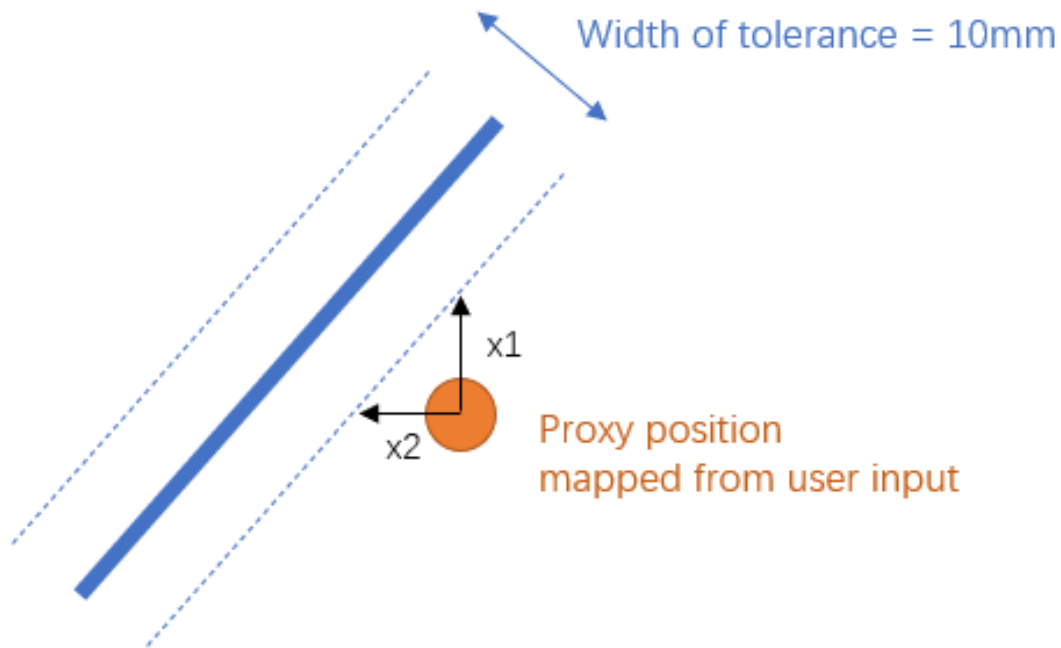 Width of tolerance = 10mm
x1
x2
Proxy position
mapped from user input